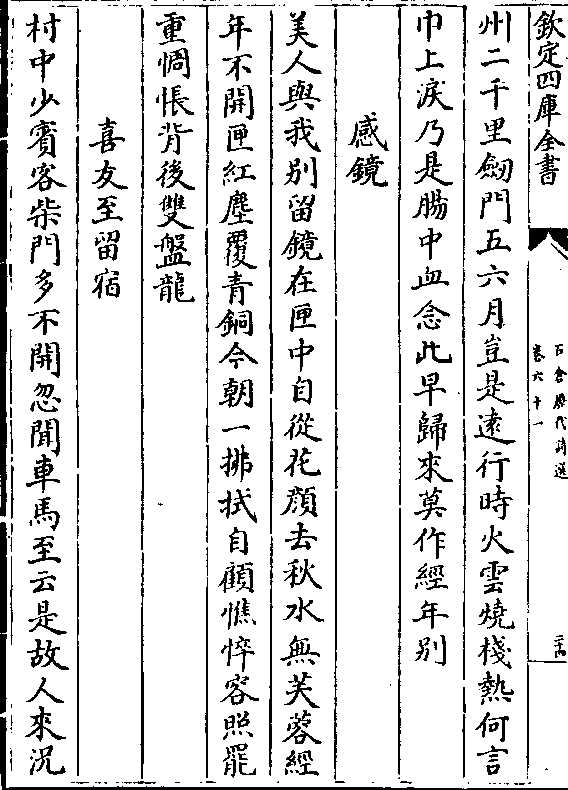 欽定四庫全書
石倉歷代詩選
卷六十一
州二千里劒門五六月豈是遠行時火雲燒棧熱何言
巾上淚乃是腸中血念此早歸來莫作經年别
感鏡
美人與我别留鏡在匣中自從花顔去秋水無芙蓉經
年不開匣紅塵覆青銅今朝一拂拭自顧憔悴容照罷
重惆悵背後雙盤龍
喜友至留宿
村中少賓客柴門多不開忽聞車馬至云是故人來況